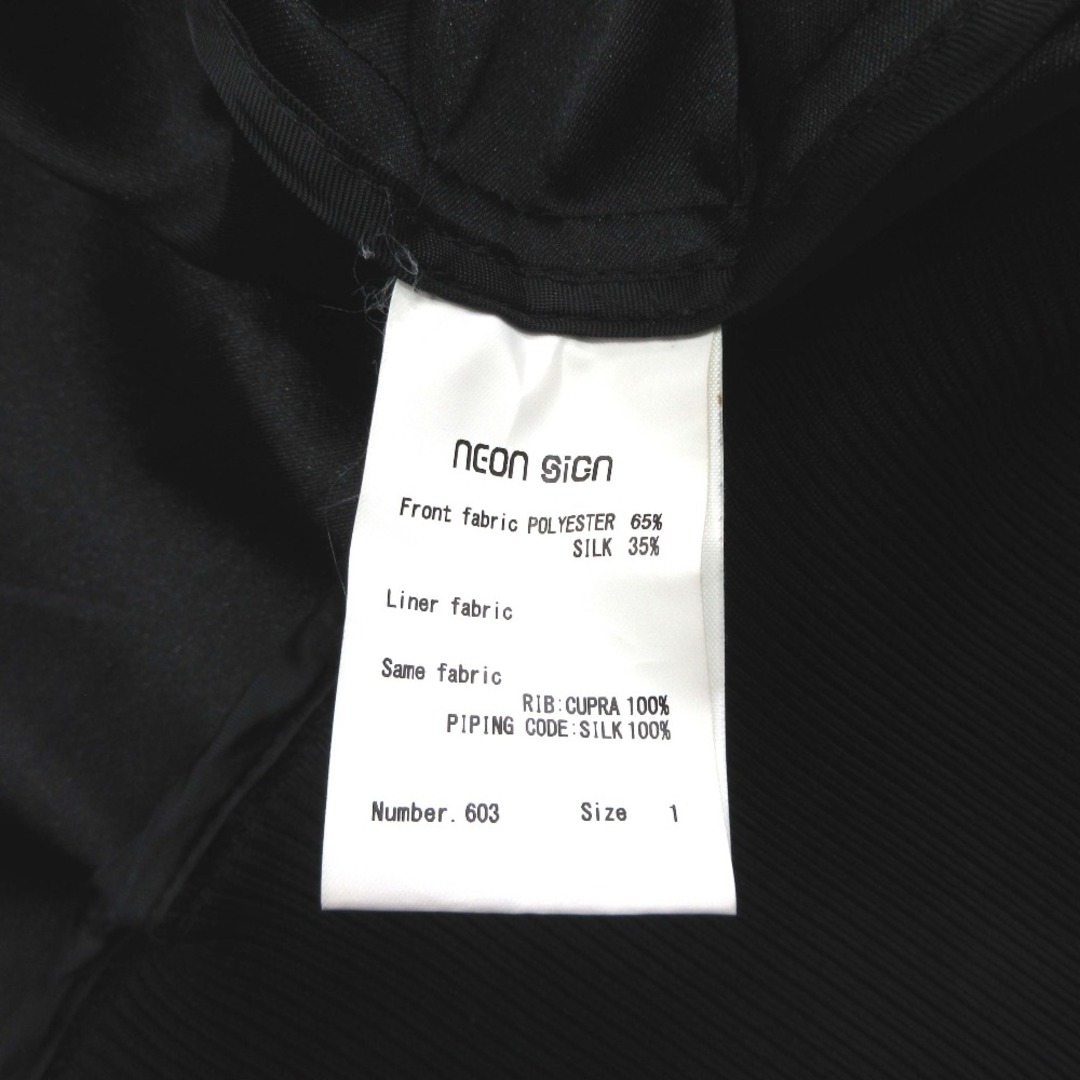 NEON SIGN
Front fabric POLYESTER 65%
SILK 35%
Liner fabric
Same fabric
RIB:CUPRA 100%
PIPING CODE:SILK 100%
Number. 603 Size 1